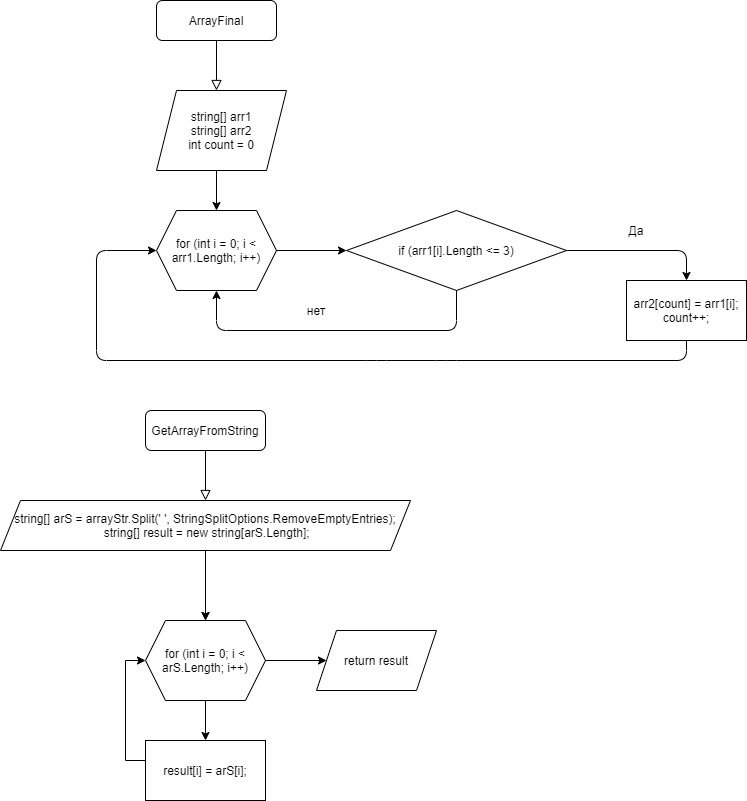 ArrayFinal
string[] arr1
string[] arr2
int count = 0
for (int i = 0; i <
arr1.Length; i++)
if (arr1[i].Length <= 3)
Да
arr2[count] = arr1[i];
count++;
нет
GetArrayFromString
string[] arS = arrayStr.Split(' ', StringSplitOptions.RemoveEmptyEntries);
string[] result = new string[arS.Length];
for (int i = 0; i <
arS.Length; i++)
return result
result[i] = arS[i];